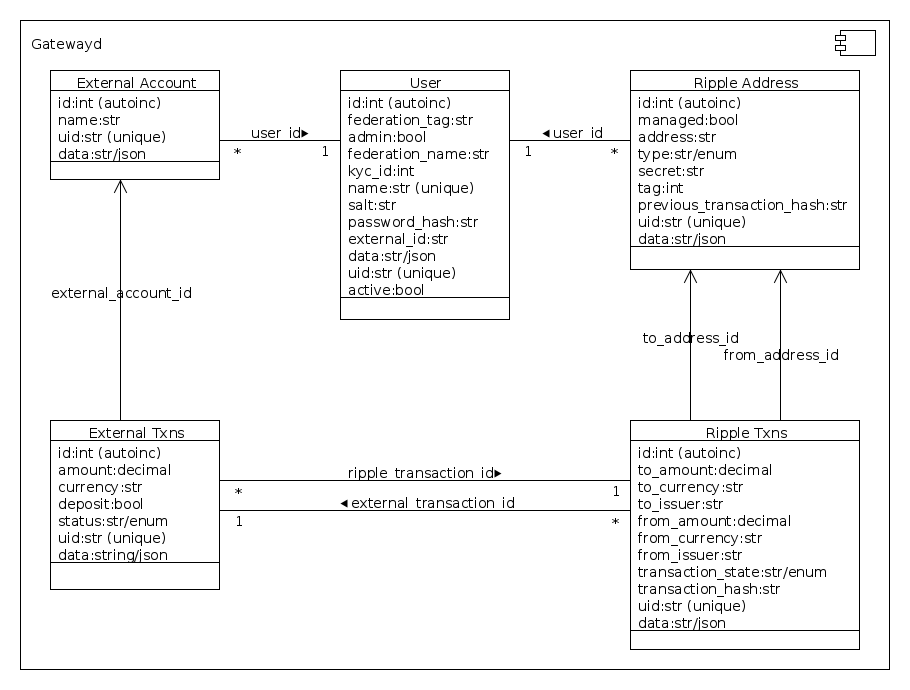 Gatewayd
External Account
id:int (autoinc)
name:str
uid:str (unique)
data:str/json
user_id►
*
1
User
id:int (autoinc)
federation_tag:str
admin:bool
federation_name:str
kyc_id:int
name:str (unique)
salt:str
password_hash:str
external_id:str
data:str/json
uid:str (unique)
active:bool
◄user_id
1
*
Ripple Address
id:int (autoinc)
managed:bool
address:str
type:str/enum
secret:str
tag:int
previous_transaction_hash:str
uid:str (unique)
data:str/json
external_account_id
to_address_id
from_address_id
External Txns
id:int (autoinc)
amount:decimal
currency:str
deposit:bool
status:str/enum
uid:str (unique)
data:string/json
ripple_transaction_id►
*
1
◄external_transaction_id
1
*
Ripple Txns
id:int (autoinc)
to_amount:decimal
to_currency:str
to_issuer:str
from_amount:decimal
from_currency:str
from_issuer:str
transaction_state:str/enum
transaction_hash:str
uid:str (unique)
data:str/json